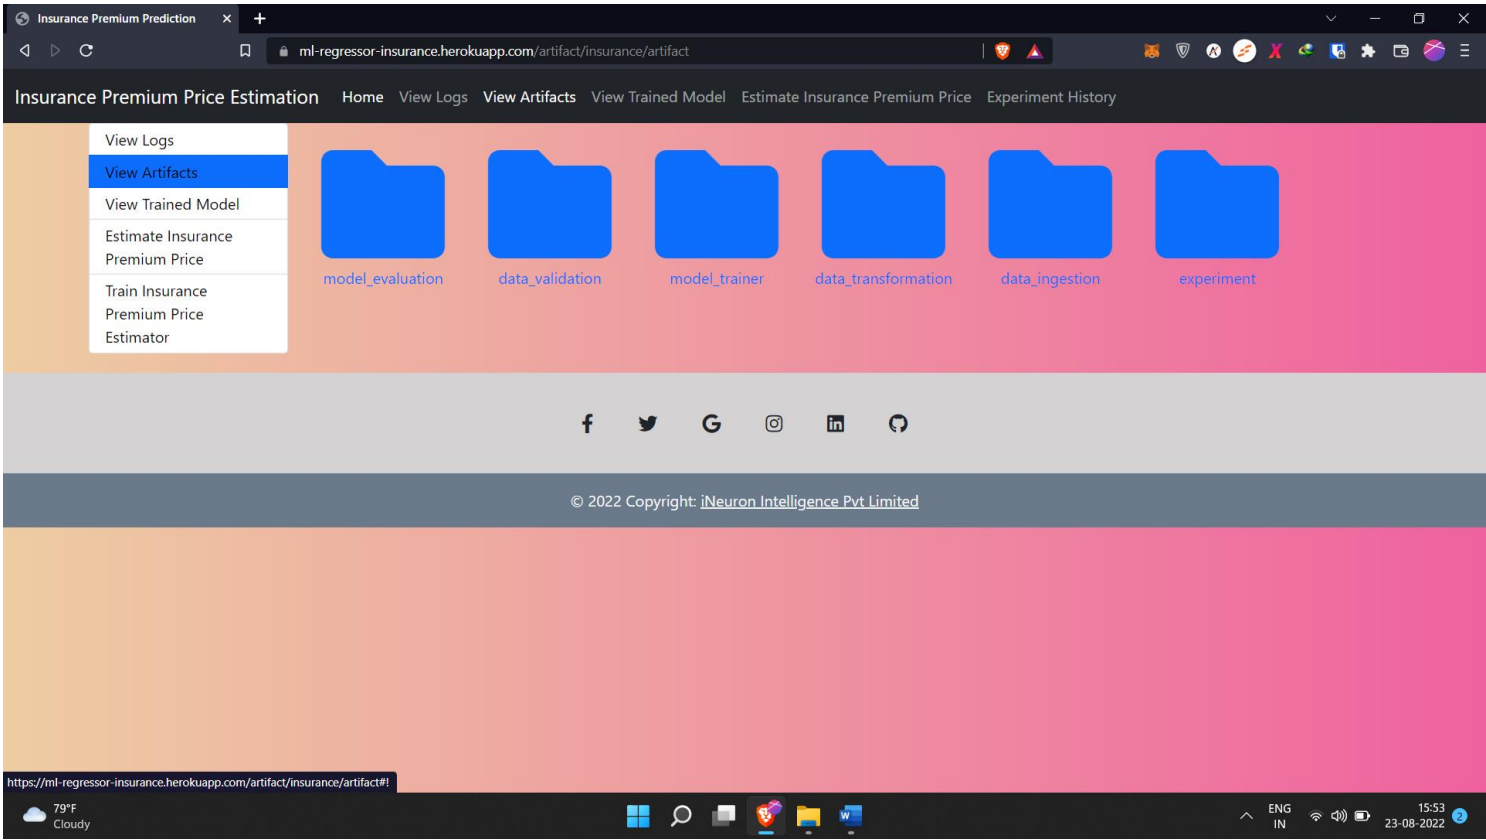 Insurance Premium Prediction
ml-regressor-insurance.herokuapp.com/artifact/insurance/artifact
Insurance Premium Price Estimation Home View Logs View Artifacts View Trained Model Estimate Insurance Premium Price Experiment History
View Logs
View Artifacts
View Trained Model
Estimate Insurance
Premium Price
Train Insurance
Premium Price
Estimator
model_evaluation data_validation model_trainer data_transformation data_ingestion experiment
© 2022 Copyright: iNeuron Intelligence Pvt Limited
https://ml-regressor-insurance.herokuapp.com/artifact/insurance/artifact#!
79°F
Cloudy
ENG
IN
15:53
23-08-2022
2